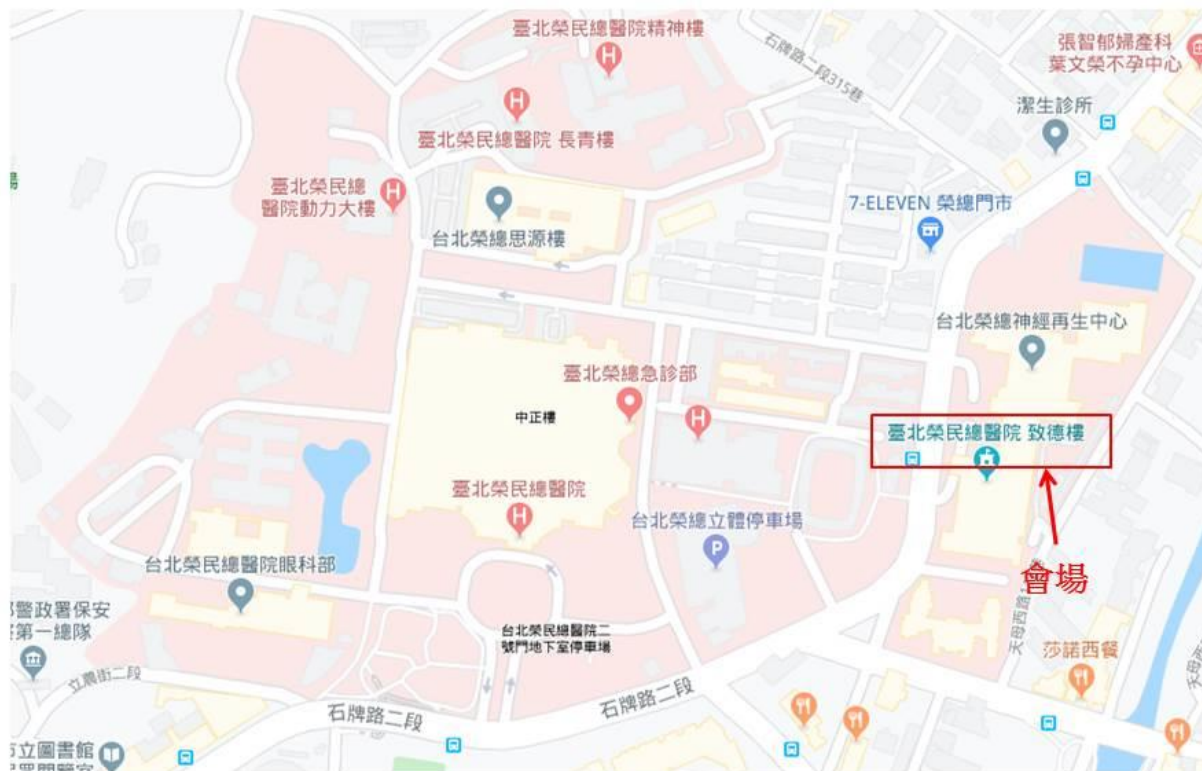 臺北榮民總醫院精神樓
石牌路二段315巷
張智郁婦產科
葉文榮不孕中心
潔生診所
臺北榮民總醫院 長青樓
臺北榮民總
醫院動力大樓
7-ELEVEN 榮總門市
台北榮總思源樓
台北榮總神經再生中心
臺北榮總急診部
中正樓
臺北榮民總醫院 致德樓
臺北榮民總醫院
台北榮總立體停車場
台北榮民總醫院眼科部
會場
警政署保安
第一總隊
台北榮民總醫院二
號門地下室停車場
天母西路
莎諾西餐
立農街二段
石牌路二段
石牌路二段
市立圖書館